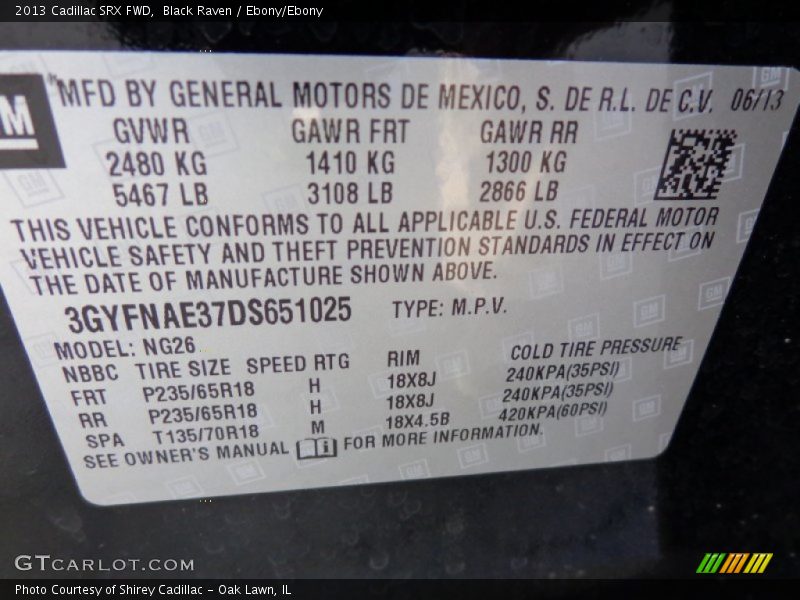 2013 Cadillac SRX FWD, Black Raven / Ebony/Ebony
GM
MFD BY GENERAL MOTORS DE MEXICO, S. DE R.L. DE C.V. 06/13
GVWR GAWR FRT GAWR RR
2480 KG 1410 KG 1300 KG
5467 LB 3108 LB 2866 LB
THIS VEHICLE CONFORMS TO ALL APPLICABLE U.S. FEDERAL MOTOR
VEHICLE SAFETY AND THEFT PREVENTION STANDARDS IN EFFECT ON
THE DATE OF MANUFACTURE SHOWN ABOVE.
3GYFNAE37DS651025 TYPE: M.P.V.
MODEL: NG26
NBBC TIRE SIZE SPEED RTG RIM COLD TIRE PRESSURE
FRT P235/65R18 H 18X8J 240KPA(35PSI)
RR P235/65R18 H 18X8J 240KPA(35PSI)
SPA T135/70R18 M 18X4.5B 420KPA(60PSI)
SEE OWNER'S MANUAL FOR MORE INFORMATION.
GTCARLOT.COM
Photo Courtesy of Shirey Cadillac - Oak Lawn, IL